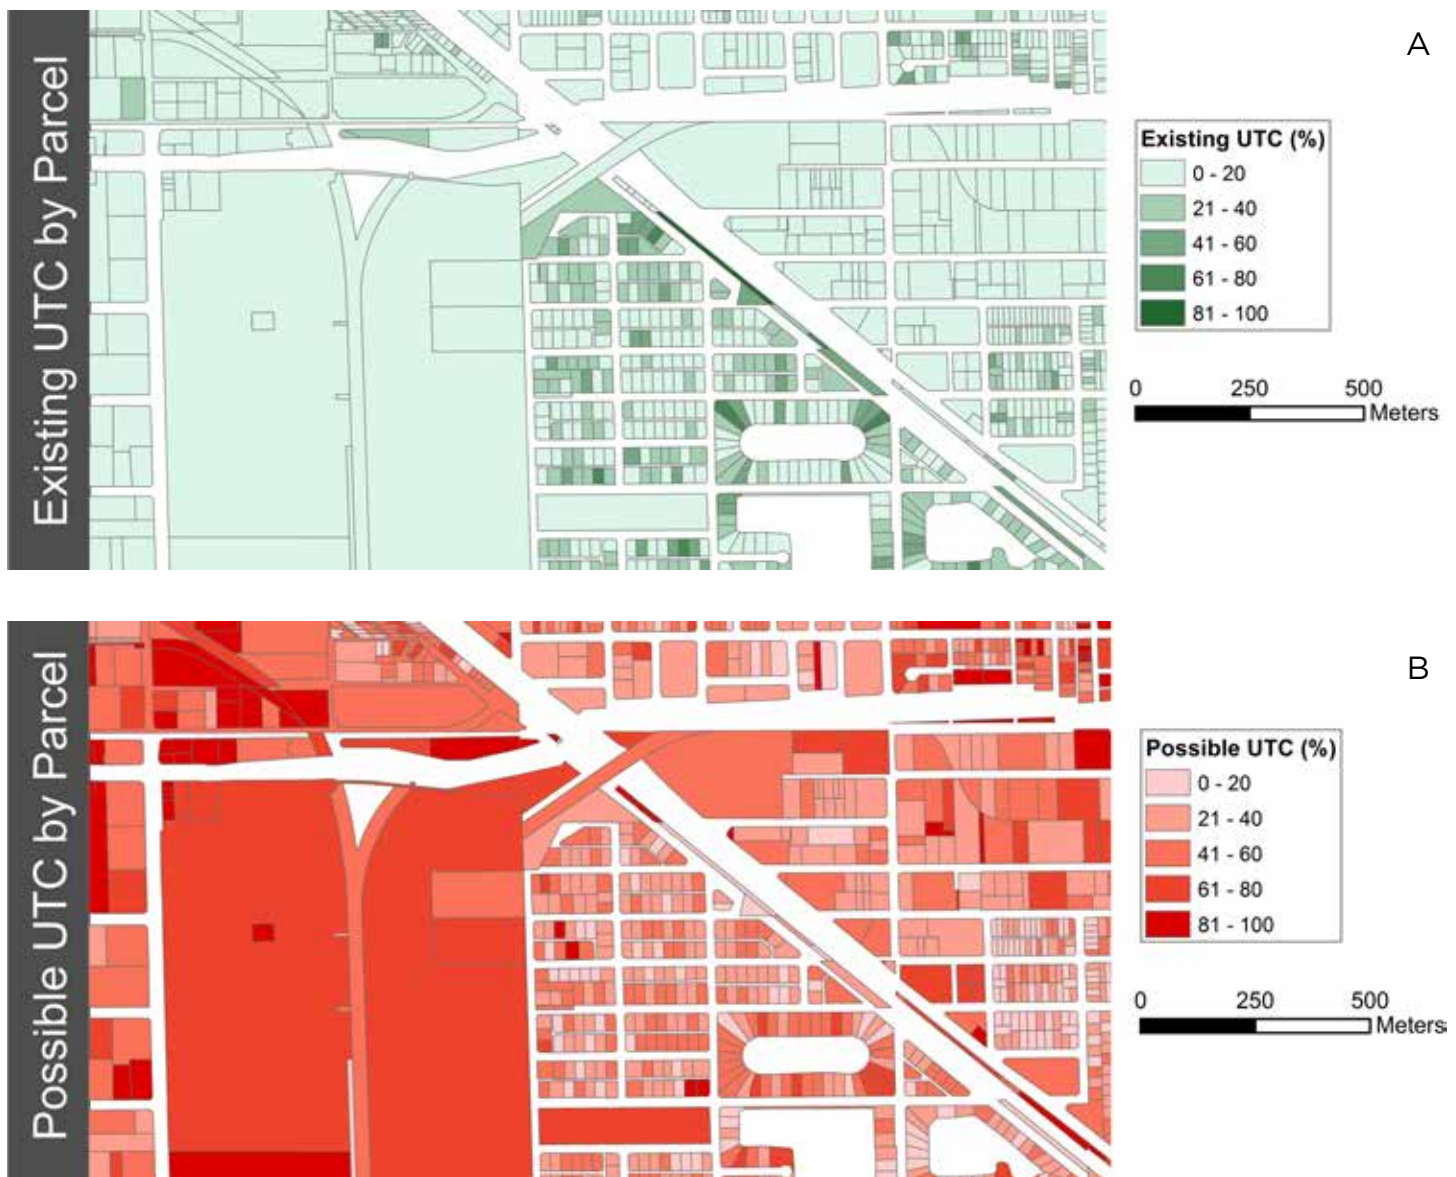 Existing UTC by Parcel
A
Existing UTC (%)
0 - 20
21 - 40
41 - 60
61 - 80
81 - 100
0 250 500
Meters
Possible UTC by Parcel
B
Possible UTC (%)
0 - 20
21 - 40
41 - 60
61 - 80
81 - 100
0 250 500
Meters